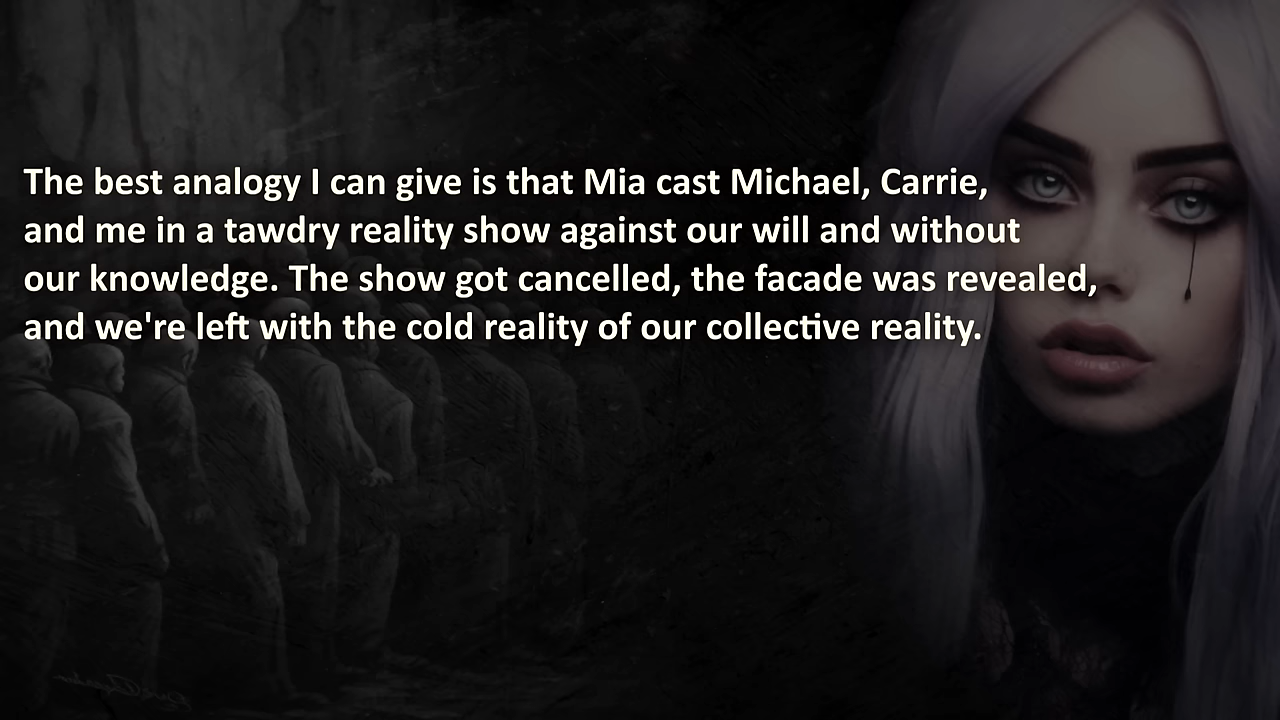 The best analogy I can give is that Mia cast Michael, Carrie,
and me in a tawdry reality show against our will and without
our knowledge. The show got cancelled, the facade was revealed,
and we're left with the cold reality of our collective reality.